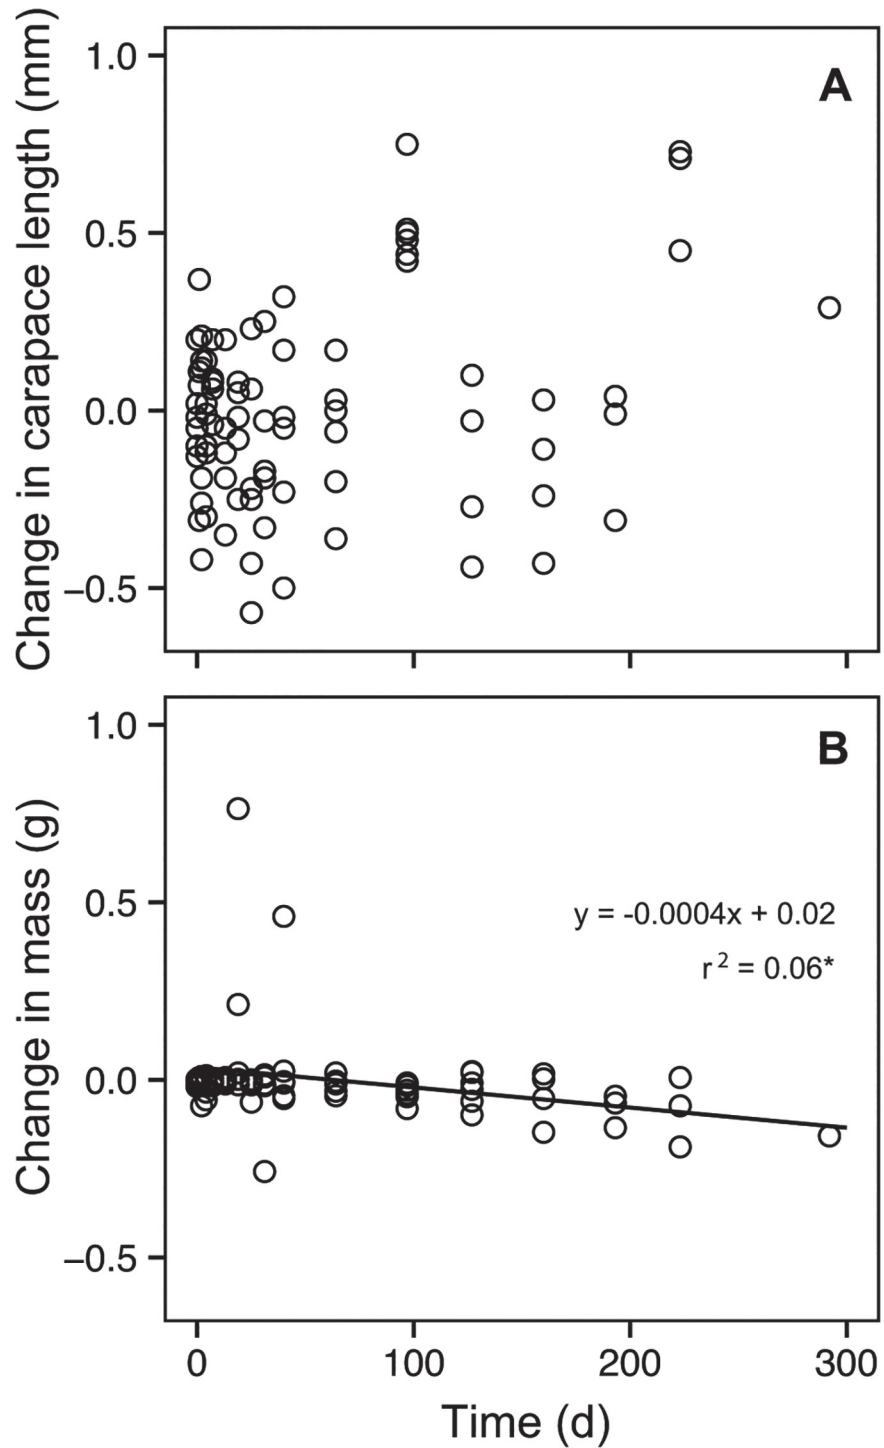 A
Change in carapace length (mm)
1.0
0.5
0.0
−0.5
B
Change in mass (g)
1.0
0.5
0.0
−0.5
y = -0.0004x + 0.02
r² = 0.06*
0 100 200 300
Time (d)